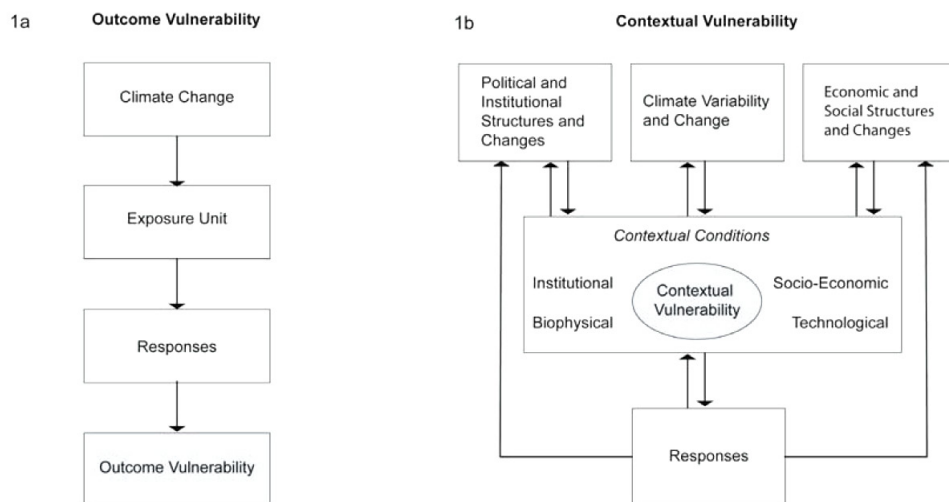 1a
Outcome Vulnerability
Climate Change
Exposure Unit
Responses
Outcome Vulnerability
1b
Contextual Vulnerability
Political and
Institutional
Structures and
Changes
Climate Variability
and Change
Economic and
Social Structures
and Changes
Contextual Conditions
Institutional
Biophysical
Contextual
Vulnerability
Socio-Economic
Technological
Responses